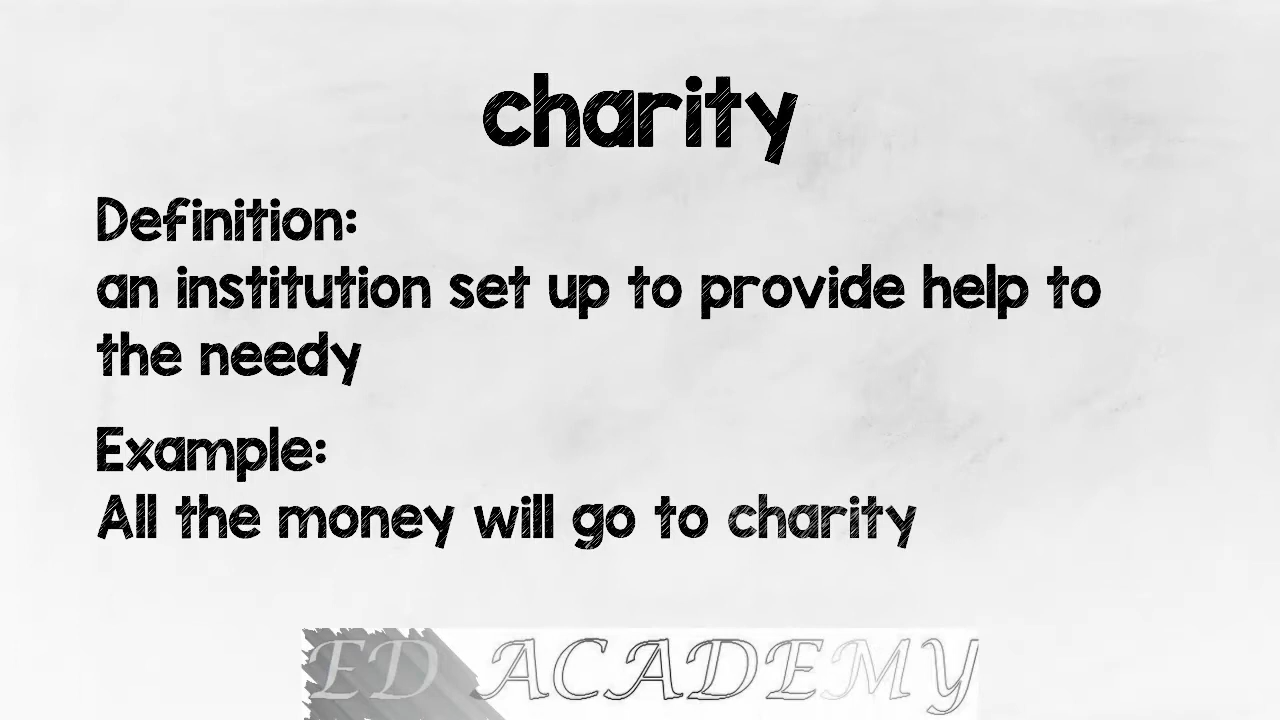 charity
Definition:
an institution set up to provide help to
the needy
Example:
All the money will go to charity
ED ACADEMY